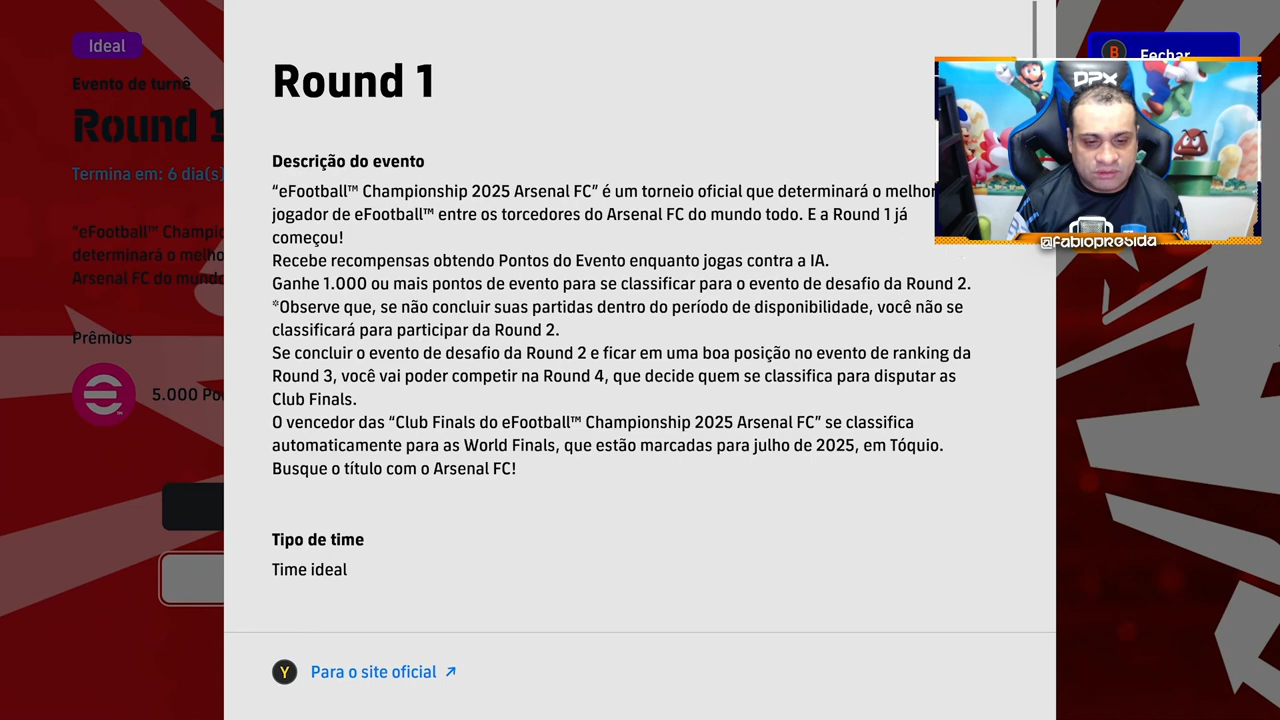 Ideal
Evento de turnê
Round 1
Termina em: 6 dia(s)
"eFootball™ Champio
determinará o melho
Arsenal FC do mundo
Prêmios
5.000 Po
Round 1
Descrição do evento
“eFootball™ Championship 2025 Arsenal FC” é um torneio oficial que determinará o melhor
jogador de eFootball™ entre os torcedores do Arsenal FC do mundo todo. E a Round 1 já
começou!
Recebe recompensas obtendo Pontos do Evento enquanto jogas contra a IA.
Ganhe 1.000 ou mais pontos de evento para se classificar para o evento de desafio da Round 2.
*Observe que, se não concluir suas partidas dentro do período de disponibilidade, você não se
classificará para participar da Round 2.
Se concluir o evento de desafio da Round 2 e ficar em uma boa posição no evento de ranking da
Round 3, você vai poder competir na Round 4, que decide quem se classifica para disputar as
Club Finals.
O vencedor das “Club Finals do eFootball™ Championship 2025 Arsenal FC” se classifica
automaticamente para as World Finals, que estão marcadas para julho de 2025, em Tóquio.
Busque o título com o Arsenal FC!
Tipo de time
Time ideal
Y Para o site oficial
B Fechar
DPX
@fabiopresida